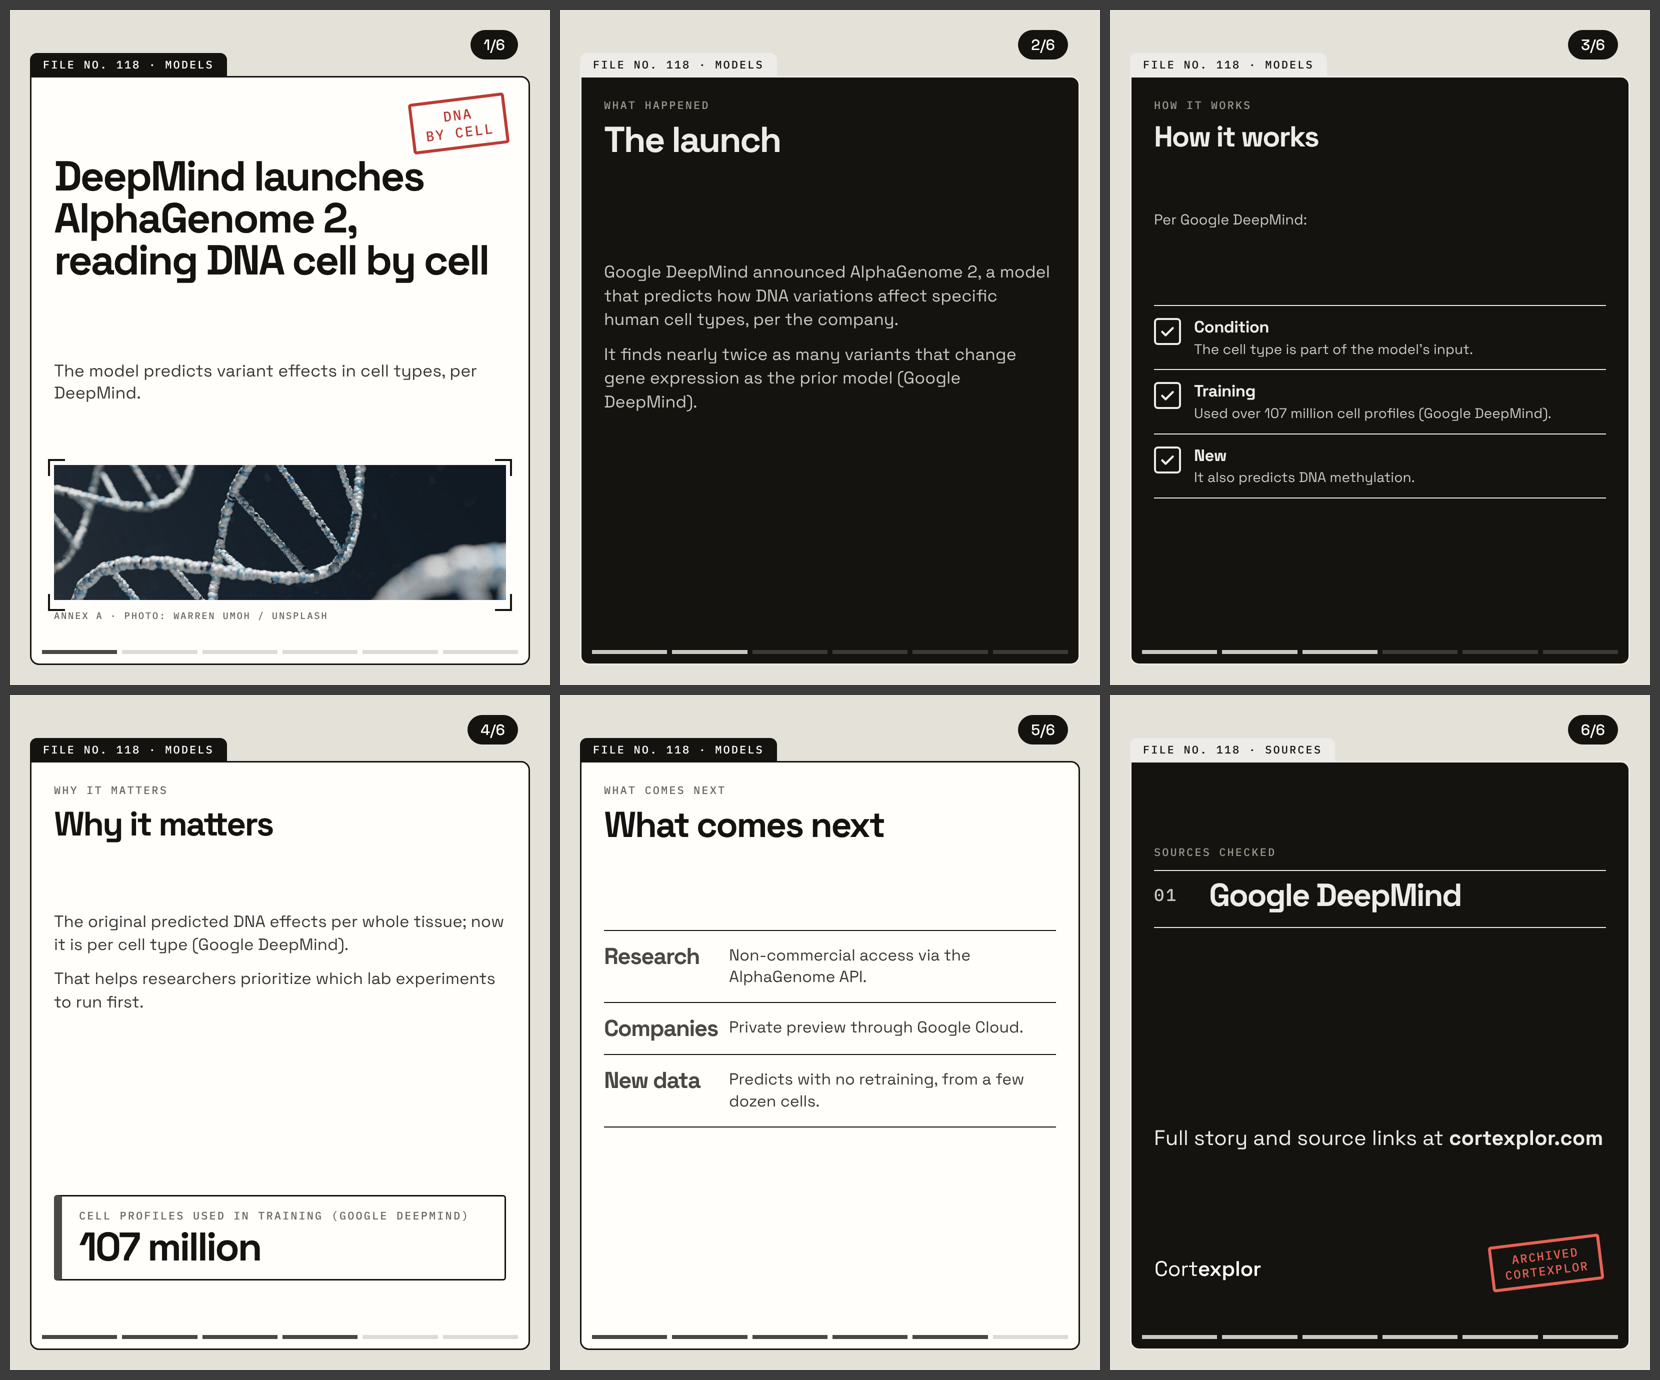 1/6
FILE NO. 118 · MODELS
DNA
BY CELL
DeepMind launches
AlphaGenome 2,
reading DNA cell by cell
The model predicts variant effects in cell types, per
DeepMind.
ANNEX A · PHOTO: WARREN UMOH / UNSPLASH
2/6
FILE NO. 118 · MODELS
WHAT HAPPENED
The launch
Google DeepMind announced AlphaGenome 2, a model
that predicts how DNA variations affect specific
human cell types, per the company.
It finds nearly twice as many variants that change
gene expression as the prior model (Google
DeepMind).
3/6
FILE NO. 118 · MODELS
HOW IT WORKS
How it works
Per Google DeepMind:
Condition
The cell type is part of the model's input.
Training
Used over 107 million cell profiles (Google DeepMind).
New
It also predicts DNA methylation.
4/6
FILE NO. 118 · MODELS
WHY IT MATTERS
Why it matters
The original predicted DNA effects per whole tissue; now
it is per cell type (Google DeepMind).
That helps researchers prioritize which lab experiments
to run first.
CELL PROFILES USED IN TRAINING (GOOGLE DEEPMIND)
107 million
5/6
FILE NO. 118 · MODELS
WHAT COMES NEXT
What comes next
Research
Non-commercial access via the
AlphaGenome API.
Companies
Private preview through Google Cloud.
New data
Predicts with no retraining, from a few
dozen cells.
6/6
FILE NO. 118 · SOURCES
SOURCES CHECKED
01 Google DeepMind
Full story and source links at cortexplor.com
Cortexplor
ARCHIVED
CORTEXPLOR